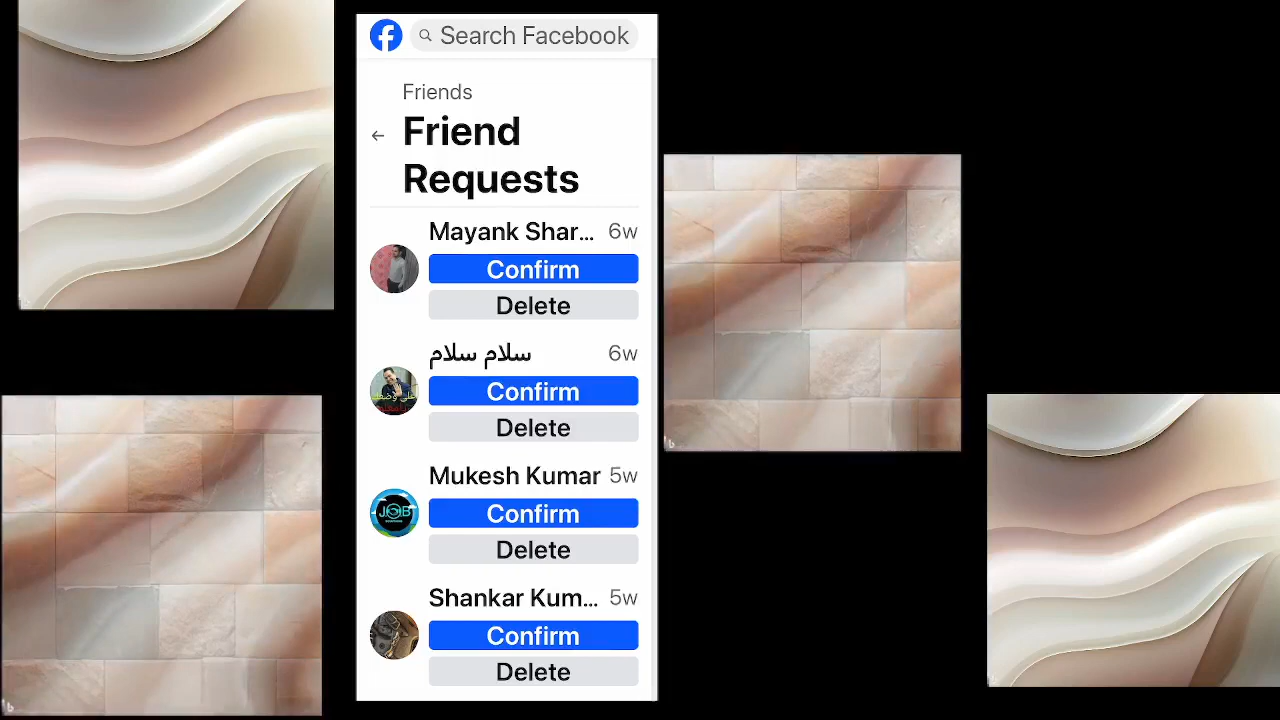 Search Facebook
Friends
Friend
Requests
Mayank Shar... 6w
Confirm
Delete
سلام سلام 6w
Confirm
Delete
Mukesh Kumar 5w
JOB
Confirm
Delete
Shankar Kum... 5w
Confirm
Delete